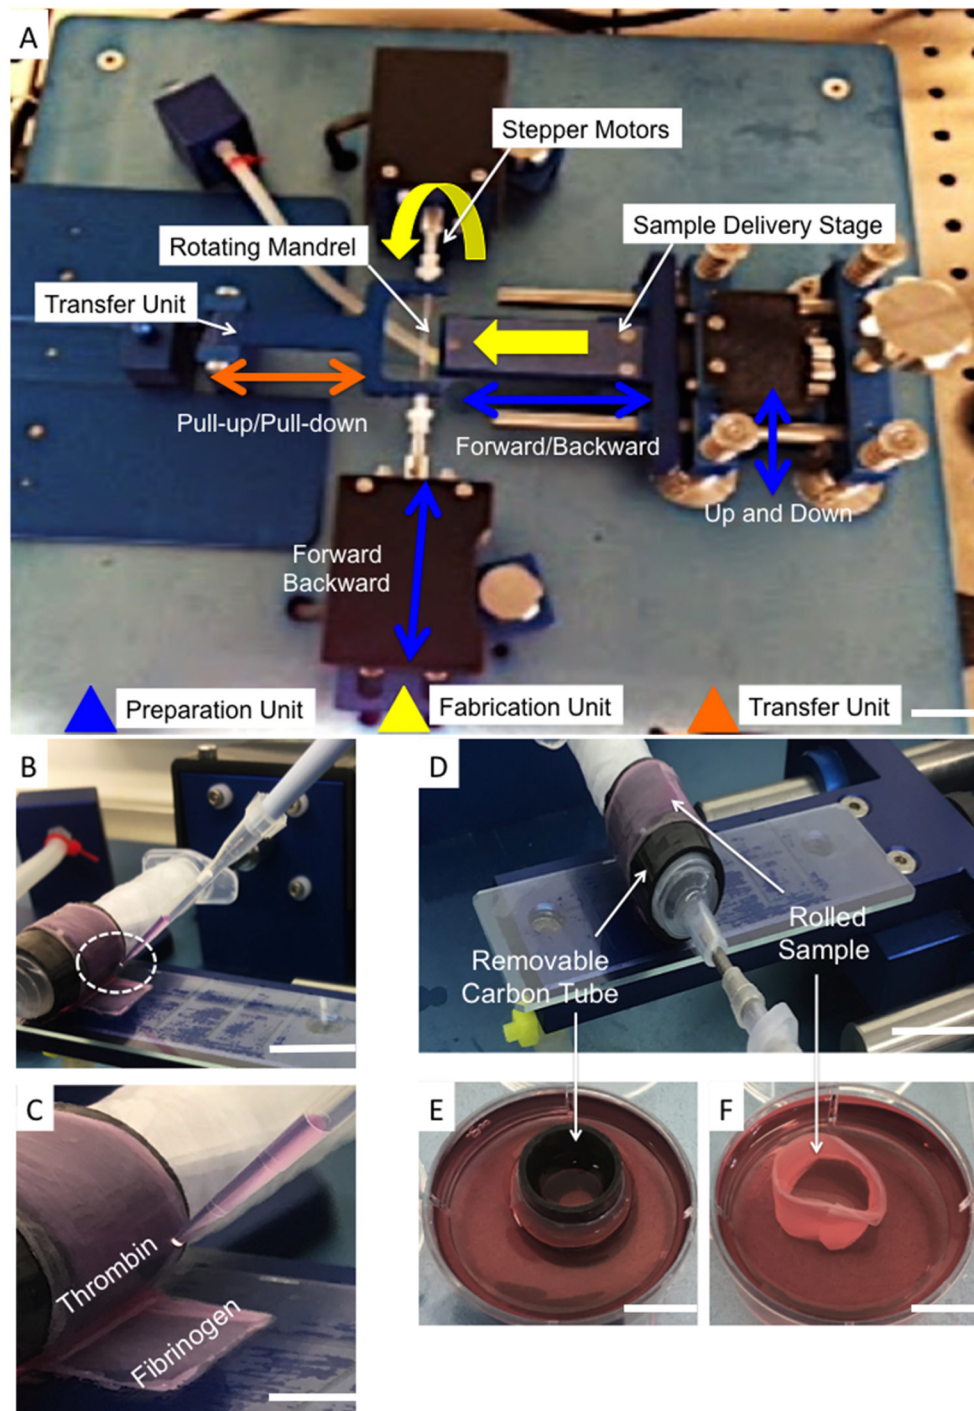 A
Stepper Motors
Sample Delivery Stage
Rotating Mandrel
Transfer Unit
Pull-up/Pull-down
Forward/Backward
Up and Down
Forward
Backward
Preparation Unit
Fabrication Unit
Transfer Unit
B
D
Removable
Carbon Tube
Rolled
Sample
C
Thrombin
Fibrinogen
E
F